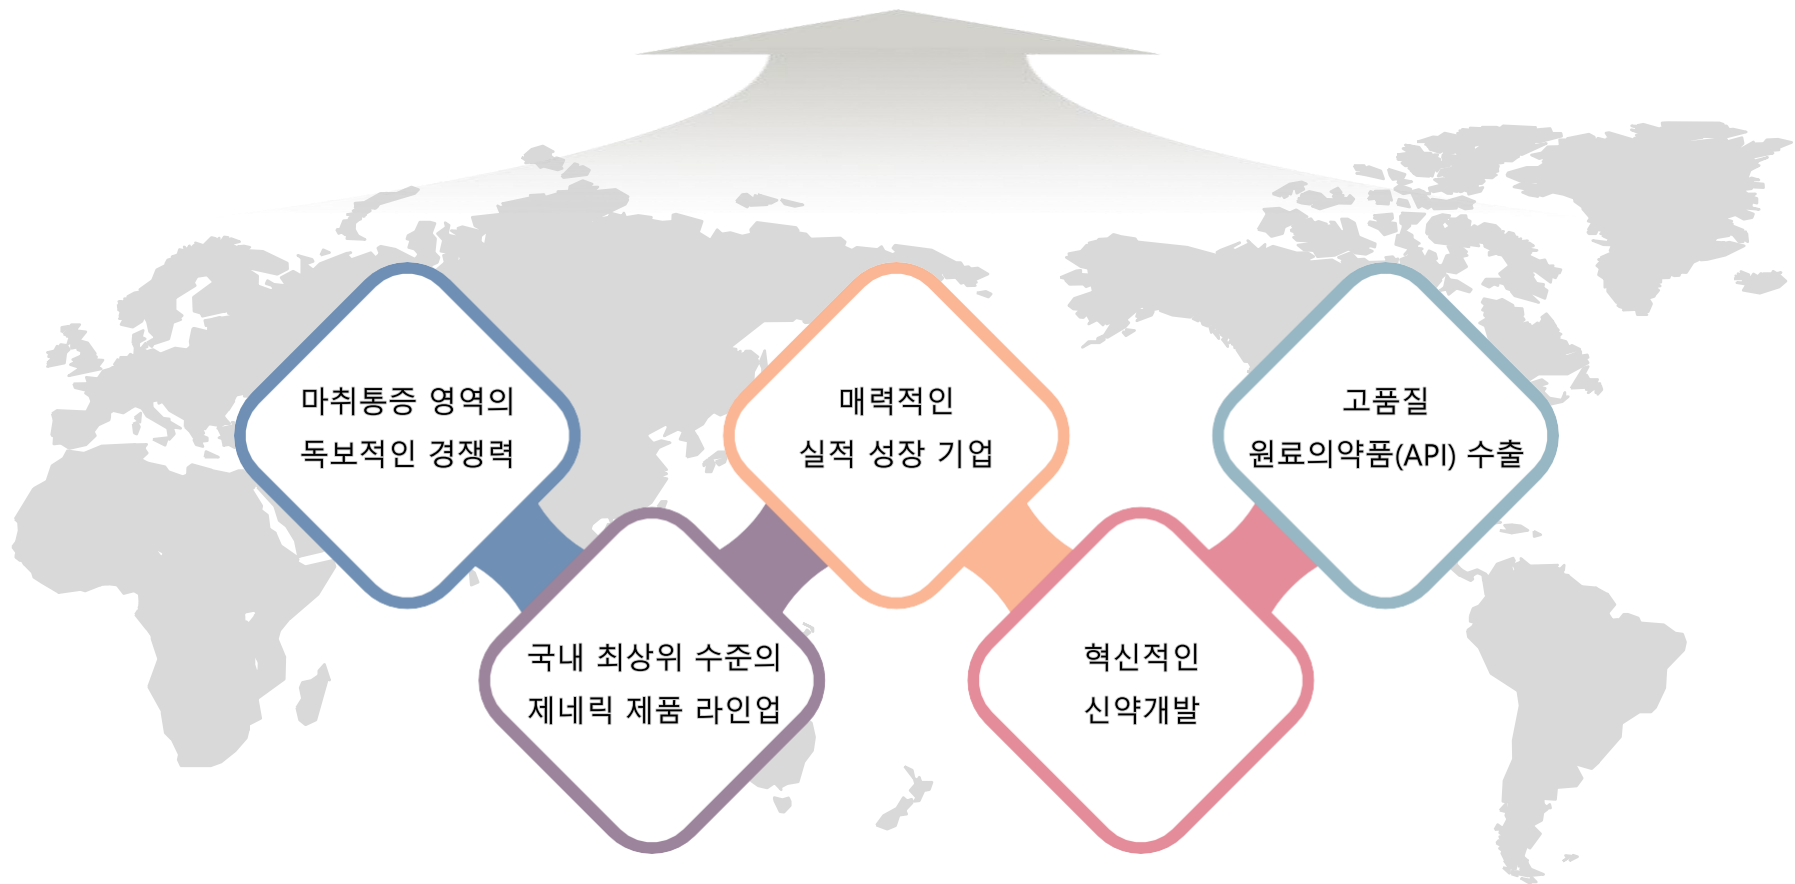 마취통증 영역의
독보적인 경쟁력
국내 최상위 수준의
제네릭 제품 라인업
매력적인
실적 성장 기업
혁신적인
신약개발
고품질
원료의약품(API) 수출